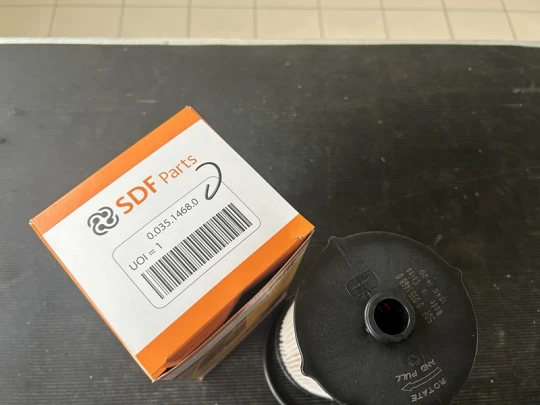 SDF Parts
0.035.1468.0
UOI = 1
ROTATE
AND PULL